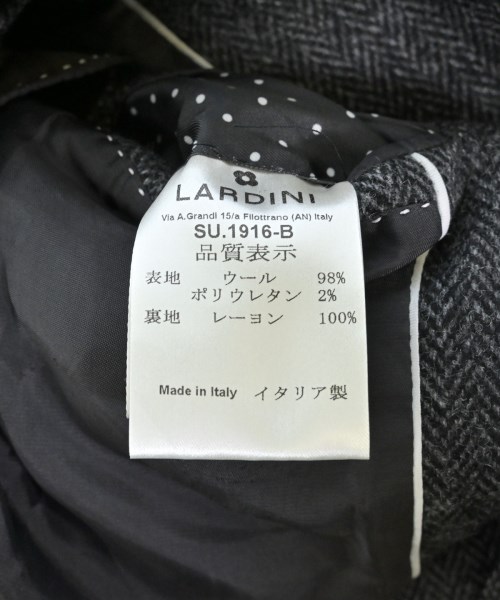 LARDINI
Via A.Grandi 15/a Filottrano (AN) Italy
SU.1916-B
品質表示
表地 ウール 98%
ポリウレタン 2%
裏地 レーヨン 100%
Made in Italy イタリア製